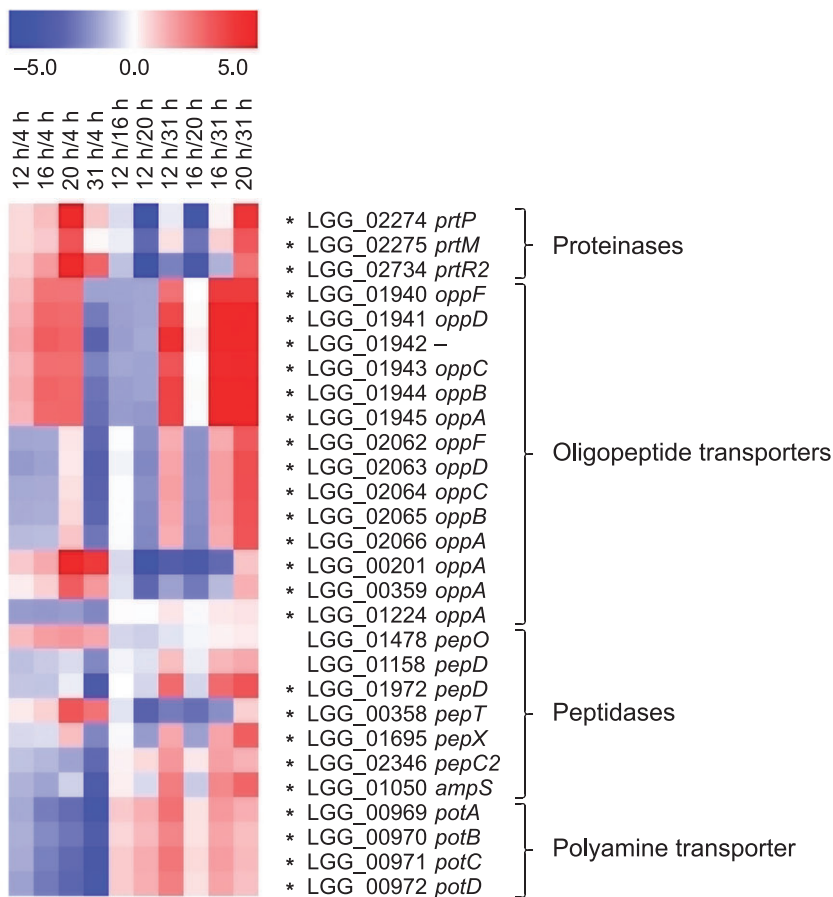 –5.0 0.0 5.0
12 h/4 h
16 h/4 h
20 h/4 h
31 h/4 h
12 h/16 h
12 h/20 h
12 h/31 h
16 h/20 h
16 h/31 h
20 h/31 h
* LGG_02274 prtP
* LGG_02275 prtM
* LGG_02734 prtR2
Proteinases
* LGG_01940 oppF
* LGG_01941 oppD
* LGG_01942 –
* LGG_01943 oppC
* LGG_01944 oppB
* LGG_01945 oppA
* LGG_02062 oppF
* LGG_02063 oppD
* LGG_02064 oppC
* LGG_02065 oppB
* LGG_02066 oppA
* LGG_00201 oppA
* LGG_00359 oppA
* LGG_01224 oppA
Oligopeptide transporters
LGG_01478 pepO
LGG_01158 pepD
* LGG_01972 pepD
* LGG_00358 pepT
* LGG_01695 pepX
* LGG_02346 pepC2
* LGG_01050 ampS
Peptidases
* LGG_00969 potA
* LGG_00970 potB
* LGG_00971 potC
* LGG_00972 potD
Polyamine transporter